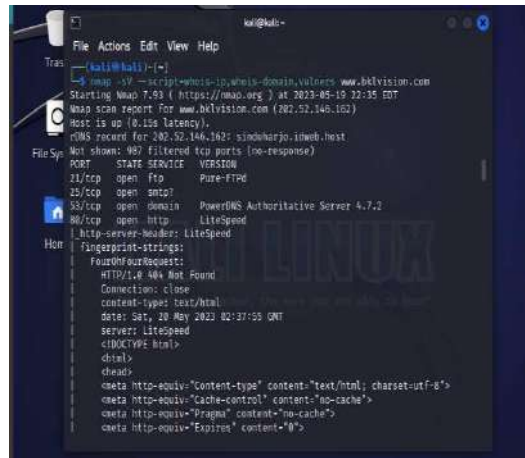 kali@kali: ~
File Actions Edit View Help
Tras
(kali㉿kali)-[~]
$ nmap -sV --script=whois-ip,whois-domain,vulners www.bklvision.com
Starting Nmap 7.93 ( https://nmap.org ) at 2023-05-19 22:35 EDT
Nmap scan report for www.bklvision.com (202.52.146.162)
Host is up (0.15s latency).
rDNS record for 202.52.146.162: sindoharjo.idweb.host
File Sys
Not shown: 987 filtered tcp ports (no-response)
PORT STATE SERVICE VERSION
21/tcp open ftp Pure-FTPd
25/tcp open smtp?
53/tcp open domain PowerDNS Authoritative Server 4.7.2
80/tcp open http LiteSpeed
|_http-server-header: LiteSpeed
Hom
| fingerprint-strings:
| FourOhFourRequest:
| HTTP/1.0 404 Not Found
| Connection: close
| content-type: text/html
| date: Sat, 20 May 2023 02:37:55 GMT
| server: LiteSpeed
| <!DOCTYPE html>
| <html>
| <head>
| <meta http-equiv="Content-type" content="text/html; charset=utf-8">
| <meta http-equiv="Cache-control" content="no-cache">
| <meta http-equiv="Pragma" content="no-cache">
| <meta http-equiv="Expires" content="0">
KALI LINUX